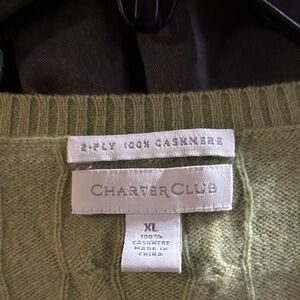 2-PLY 100% CASHMERE
CHARTER CLUB
XL
100%
CASHMERE
MADE IN
CHINA